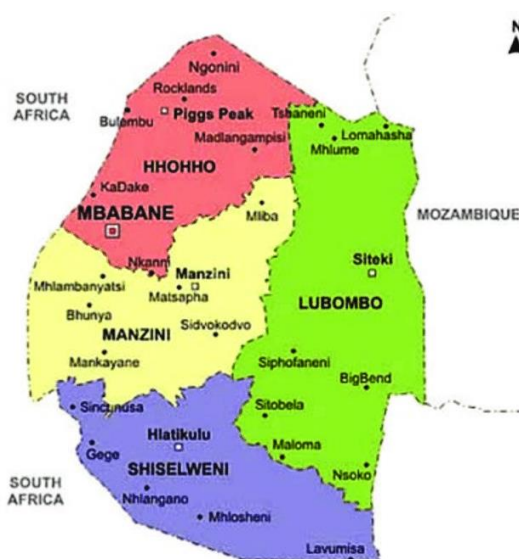 N
Ngonini
SOUTH
AFRICA
Rocklands
Piggs Peak
Bulembu
Tshaneni
Lomahasha
Mhlume
Madlangampisi
HHOHHO
KaDake
MBABANE
Mliba
MOZAMBIQUE
Nkanni
Manzini
Siteki
Mhlambanyatsi
Matsapha
Bhunya
LUBOMBO
MANZINI
Sidvokodvo
Mankayane
Siphofaneni
BigBend
Sitobela
Hlatikulu
Gege
Maloma
SHISELWENI
Nsoko
SOUTH
AFRICA
Nhlangano
Mhlosheni
Lavumisa